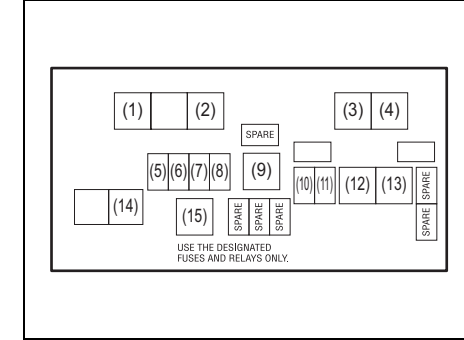 (1) (2) (3) (4)
SPARE
(5) (6) (7) (8) (9) (10) (11) (12) (13) SPARE
(14) (15) SPARE SPARE SPARE SPARE
USE THE DESIGNATED
FUSES AND RELAYS ONLY.